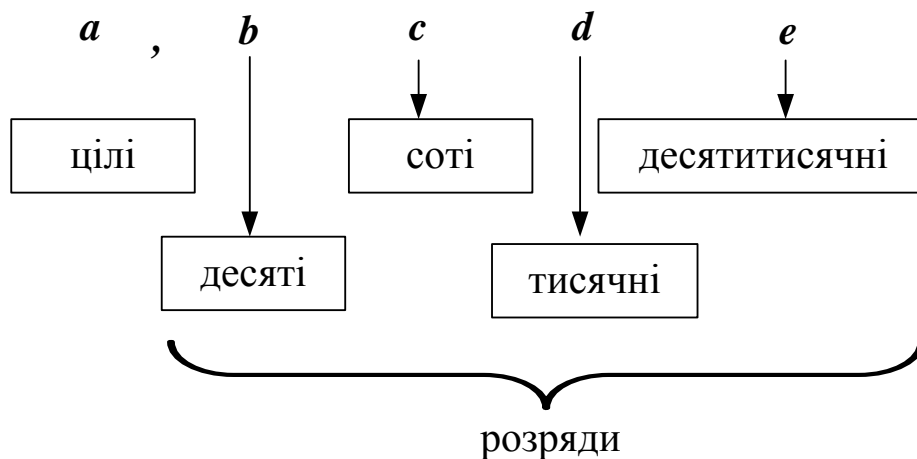 a , b c d e
цілі соті десятитисячні
десяті тисячні
розряди